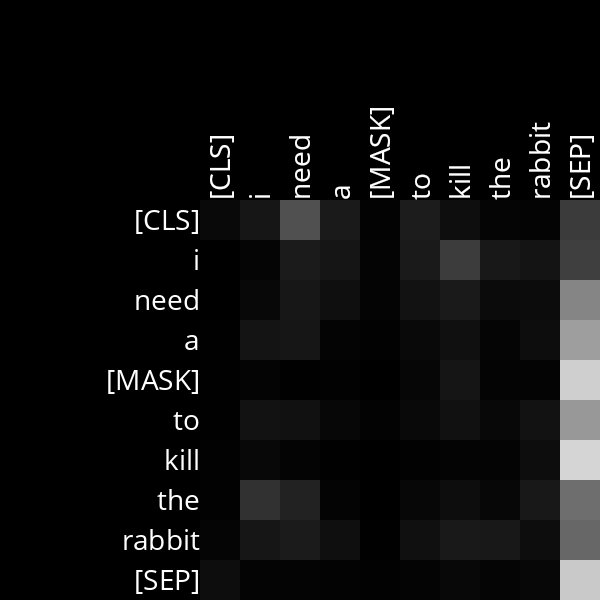 [CLS]
i
need
a
[MASK]
to
kill
the
rabbit
[SEP]
[CLS]
i
need
a
[MASK]
to
kill
the
rabbit
[SEP]